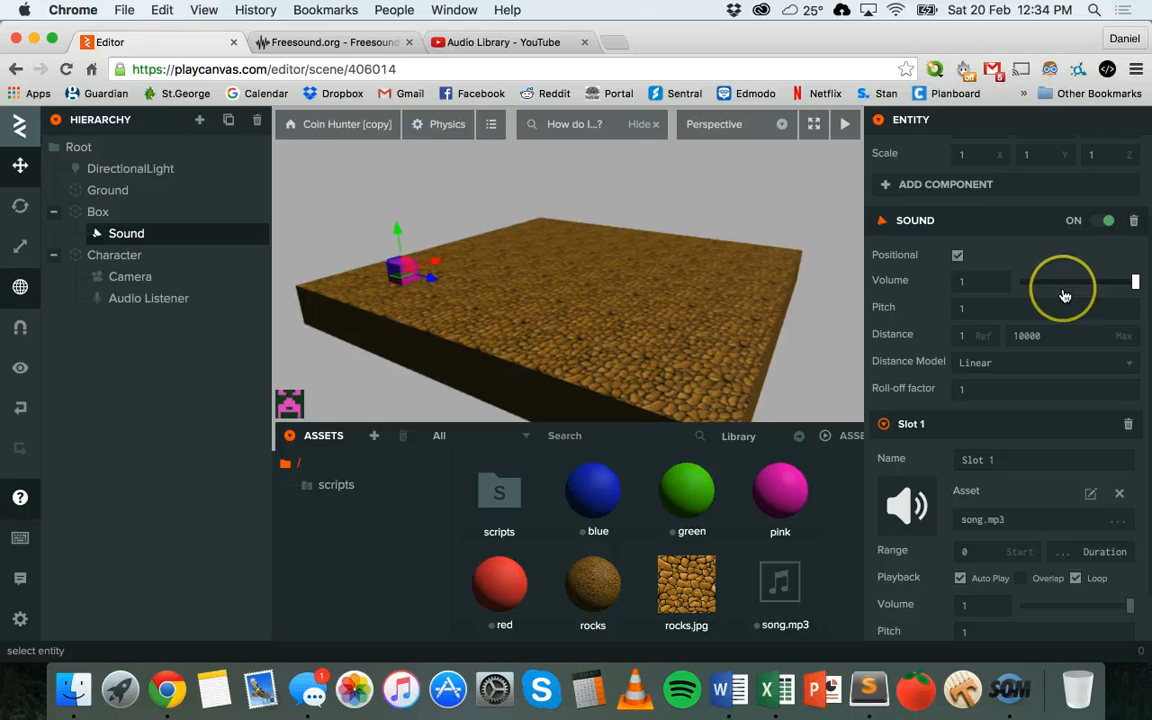 Chrome File Edit View History Bookmarks People Window Help 25° Sat 20 Feb 12:34 PM
Editor Freesound.org - Freesound Audio Library - YouTube Daniel
https://playcanvas.com/editor/scene/406014
Apps Guardian St.George Calendar Dropbox Gmail Facebook Reddit Portal Sentral Edmodo Netflix Stan Planboard » Other Bookmarks
HIERARCHY
Root
DirectionalLight
Ground
Box
Sound
Character
Camera
Audio Listener
Coin Hunter [copy] Physics How do I...? Hide Perspective
ENTITY
Scale 1 X 1 Y 1 Z
ADD COMPONENT
SOUND ON
Positional
Volume 1
Pitch 1
Distance 1 Ref 10000 Max
Distance Model Linear
Roll-off factor 1
Slot 1
Name Slot 1
Asset
song.mp3 ...
Range 0 Start ... Duration
Playback Auto Play Overlap Loop
Volume 1
Pitch 1
ASSETS All Search Library ASSE
/
scripts
S
scripts blue green pink
red rocks rocks.jpg song.mp3
select entity 0